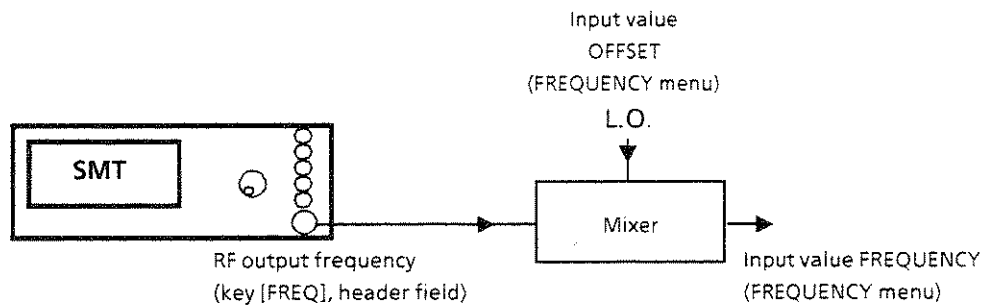 Input value
OFFSET
(FREQUENCY menu)
L.O.
SMT
Mixer
RF output frequency
(key [FREQ], header field)
Input value FREQUENCY
(FREQUENCY menu)